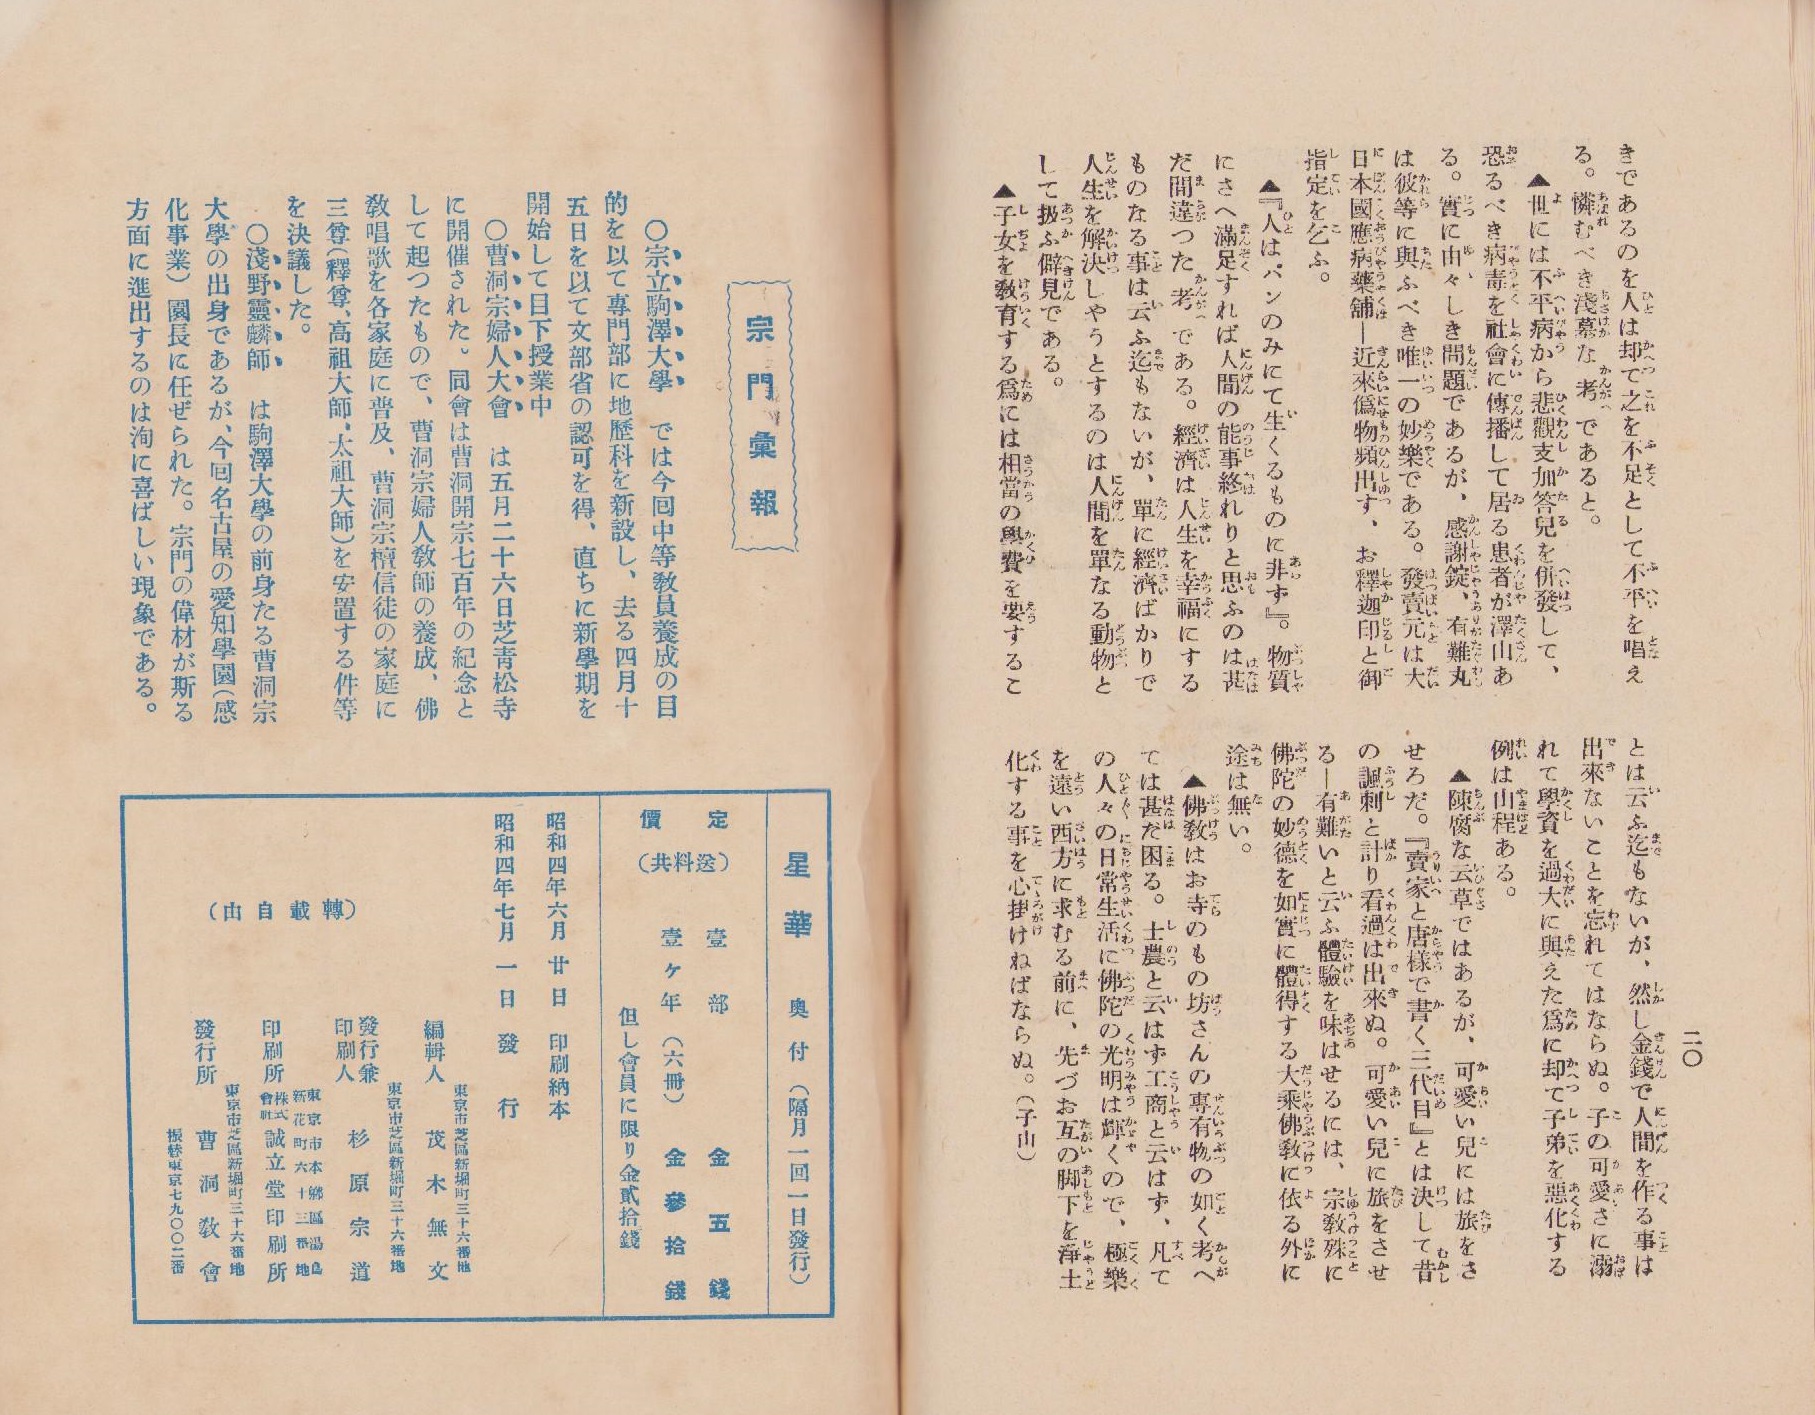 二〇
きであるのを人は却て之を不足として不平を唱え
る。憐むべき淺墓な考であると。
▲世には不平病から悲觀支加答兒を併發して、
恐るべき病毒を社會に傳播して居る患者が澤山あ
る。實に由々しき問題であるが、感謝錠、有難丸
は彼等に與ふべき唯一の妙樂である。發賣元は大
日本國應病藥舖―近來僞物頻出す、お釋迦印と御
指定を乞ふ。
▲『人はパンのみにて生くるものに非す』。物質
にさへ滿足すれば人間の能事終れりと思ふのは甚
だ間違つた考である。經濟は人生を幸福にする
ものなる事は云ふ迄もないが、單に經濟ばかりで
人生を解決しやうとするのは人間を單なる動物と
して扱ふ僻見である。
▲子女を敎育する爲には相當の學費を要するこ
とは云ふ迄もないが、然し金錢で人間を作る事は
出來ないことを忘れてはならぬ。子の可愛さに溺
れて學資を過大に與えた爲に却て子弟を惡化する
例は山程ある。
▲陳腐な云草ではあるが、可愛い兒には旅をさ
せろだ。『賣家と唐樣で書く三代目』とは決して昔
の諷刺と計り看過は出來ぬ。可愛い兒に旅をさせ
る―有難いと云ふ體驗を味はせるには、宗敎殊に
佛陀の妙德を如實に體得する大乘佛敎に依る外に
途は無い。
▲佛敎はお寺のもの坊さんの專有物の如く考へ
ては甚だ困る。士農と云はず工商と云はず、凡て
の人々の日常生活に佛陀の光明は輝くので、極樂
を遠い西方に求むる前に、先づお互の脚下を淨土
化する事を心掛けねばならぬ。(子山)
宗門彙報
〇宗立駒澤大學　では今回中等敎員養成の目
的を以て專門部に地歷科を新設し、去る四月十
五日を以て文部省の認可を得、直ちに新學期を
開始して目下授業中
〇曹洞宗婦人大會　は五月二十六日芝靑松寺
に開催された。同會は曹洞開宗七百年の紀念と
して起つたもので、曹洞宗婦人敎師の養成、佛
敎唱歌を各家庭に普及、曹洞宗檀信徒の家庭に
三尊(釋尊、高祖大師、太祖大師)を安置する件等
を決議した。
〇淺野靈麟師　は駒澤大學の前身たる曹洞宗
大學の出身であるが、今回名古屋の愛知學園(感
化事業)園長に任ぜられた。宗門の偉材が斯る
方面に進出するのは洵に喜ばしい現象である。
星華　奥付(隔月一回一日發行)
定價(送料共)
壹部　金五錢
壹ケ年(六冊)　金參拾錢
但し會員に限り金貳拾錢
昭和四年六月廿日　印刷納本
昭和四年七月一日　發行
(轉載自由)
東京市芝區新堀町三十六番地
編輯人　茂木無文
東京市芝區新堀町三十六番地
發行兼印刷人　杉原宗道
東京市本鄕區湯島
新花町六十三番地
印刷所　株式會社　誠立堂印刷所
東京市芝區新堀町三十六番地
發行所　曹洞敎會
振替東京七九〇〇二番